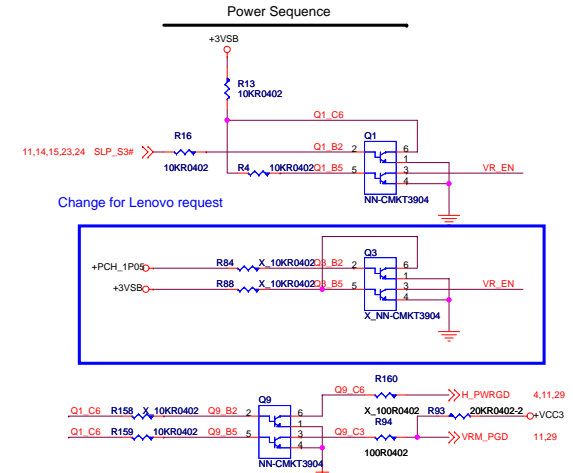 Power Sequence
+3VSB
R13
10KR0402
Q1_C6
R16
Q1
11,14,15,23,24 SLP_S3# Q1_B2 2 6
1
10KR0402 R4 10KR0402 Q1_B5 5 3 VR_EN
4
NN-CMKT3904
Change for Lenovo request
Q3
+PCH_1P05 R84 X_10KR0402 Q3_B2 2 6
1
+3VSB R88 X_10KR0402 Q3_B5 5 3 VR_EN
4
X_NN-CMKT3904
R160
Q9 Q9_C6 H_PWRGD 4,11,29
Q1_C6 R158 X_10KR0402 Q9_B2 2 6 X_100R0402 R93 20KR0402-2 +VCC3
1 R94
Q1_C6 R159 10KR0402 Q9_B5 5 3 Q9_C3 VRM_PGD 11,29
4 100R0402
NN-CMKT3904